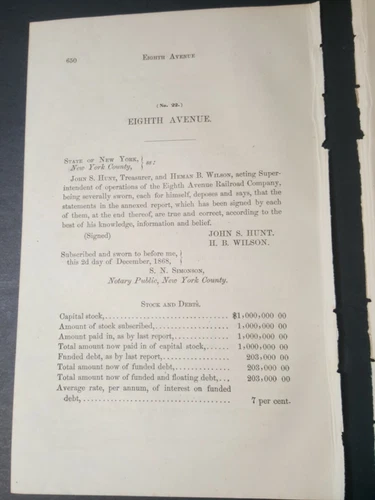 650 EIGHTH AVENUE
(No. 22.)
EIGHTH AVENUE.
STATE OF NEW YORK, } ss:
New York County, }
JOHN S. HUNT, Treasurer, and HEMAN B. WILSON, acting Super-
intendent of operations of the Eighth Avenue Railroad Company,
being severally sworn, each for himself, deposes and says, that the
statements in the annexed report, which has been signed by each
of them, at the end thereof, are true and correct, according to the
best of his knowledge, information and belief.
(Signed) JOHN S. HUNT.
H. B. WILSON.
Subscribed and sworn to before me, }
this 2d day of December, 1868, }
S. N. SIMONSON,
Notary Public, New York County.
STOCK AND DEBTS.
Capital stock,........................ $1,000,000 00
Amount of stock subscribed,........... 1,000,000 00
Amount paid in, as by last report,.... 1,000,000 00
Total amount now paid in of capital stock,....... 1,000,000 00
Funded debt, as by last report,....... 203,000 00
Total amount now of funded debt,...... 203,000 00
Total amount now of funded and floating debt,.., 203,000 00
Average rate, per annum, of interest on funded
debt,................................. 7 per cent.